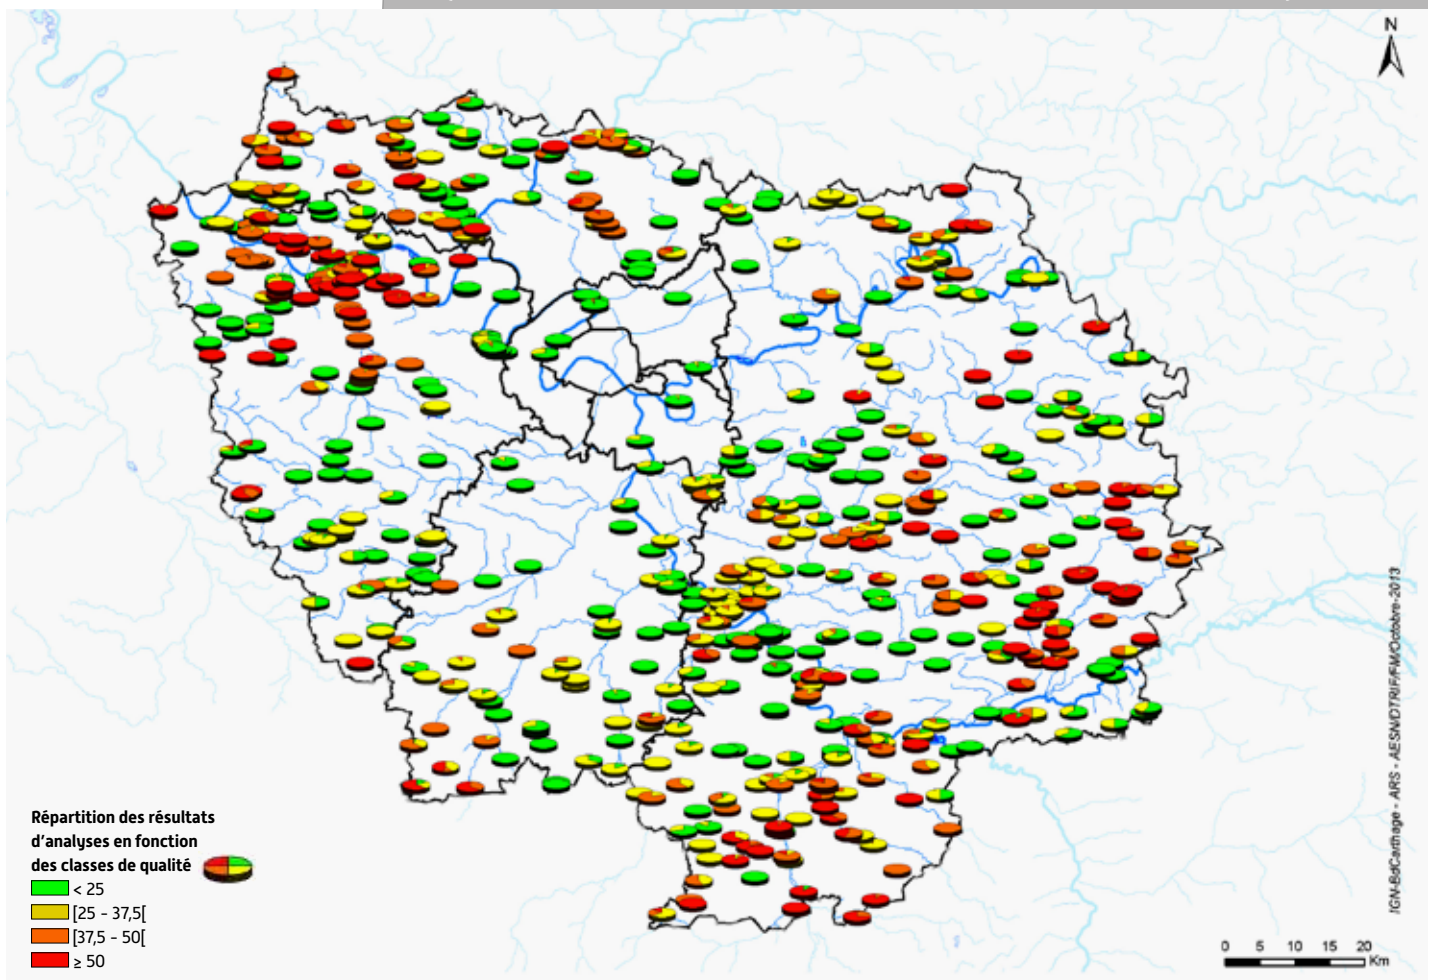 N
Répartition des résultats
d'analyses en fonction
des classes de qualité
< 25
[25 - 37,5[
[37,5 - 50[
≥ 50
IGN-BdCarthage - ARS - AESN/DTRIF/FM/Octobre-2013
0 5 10 15 20
Km